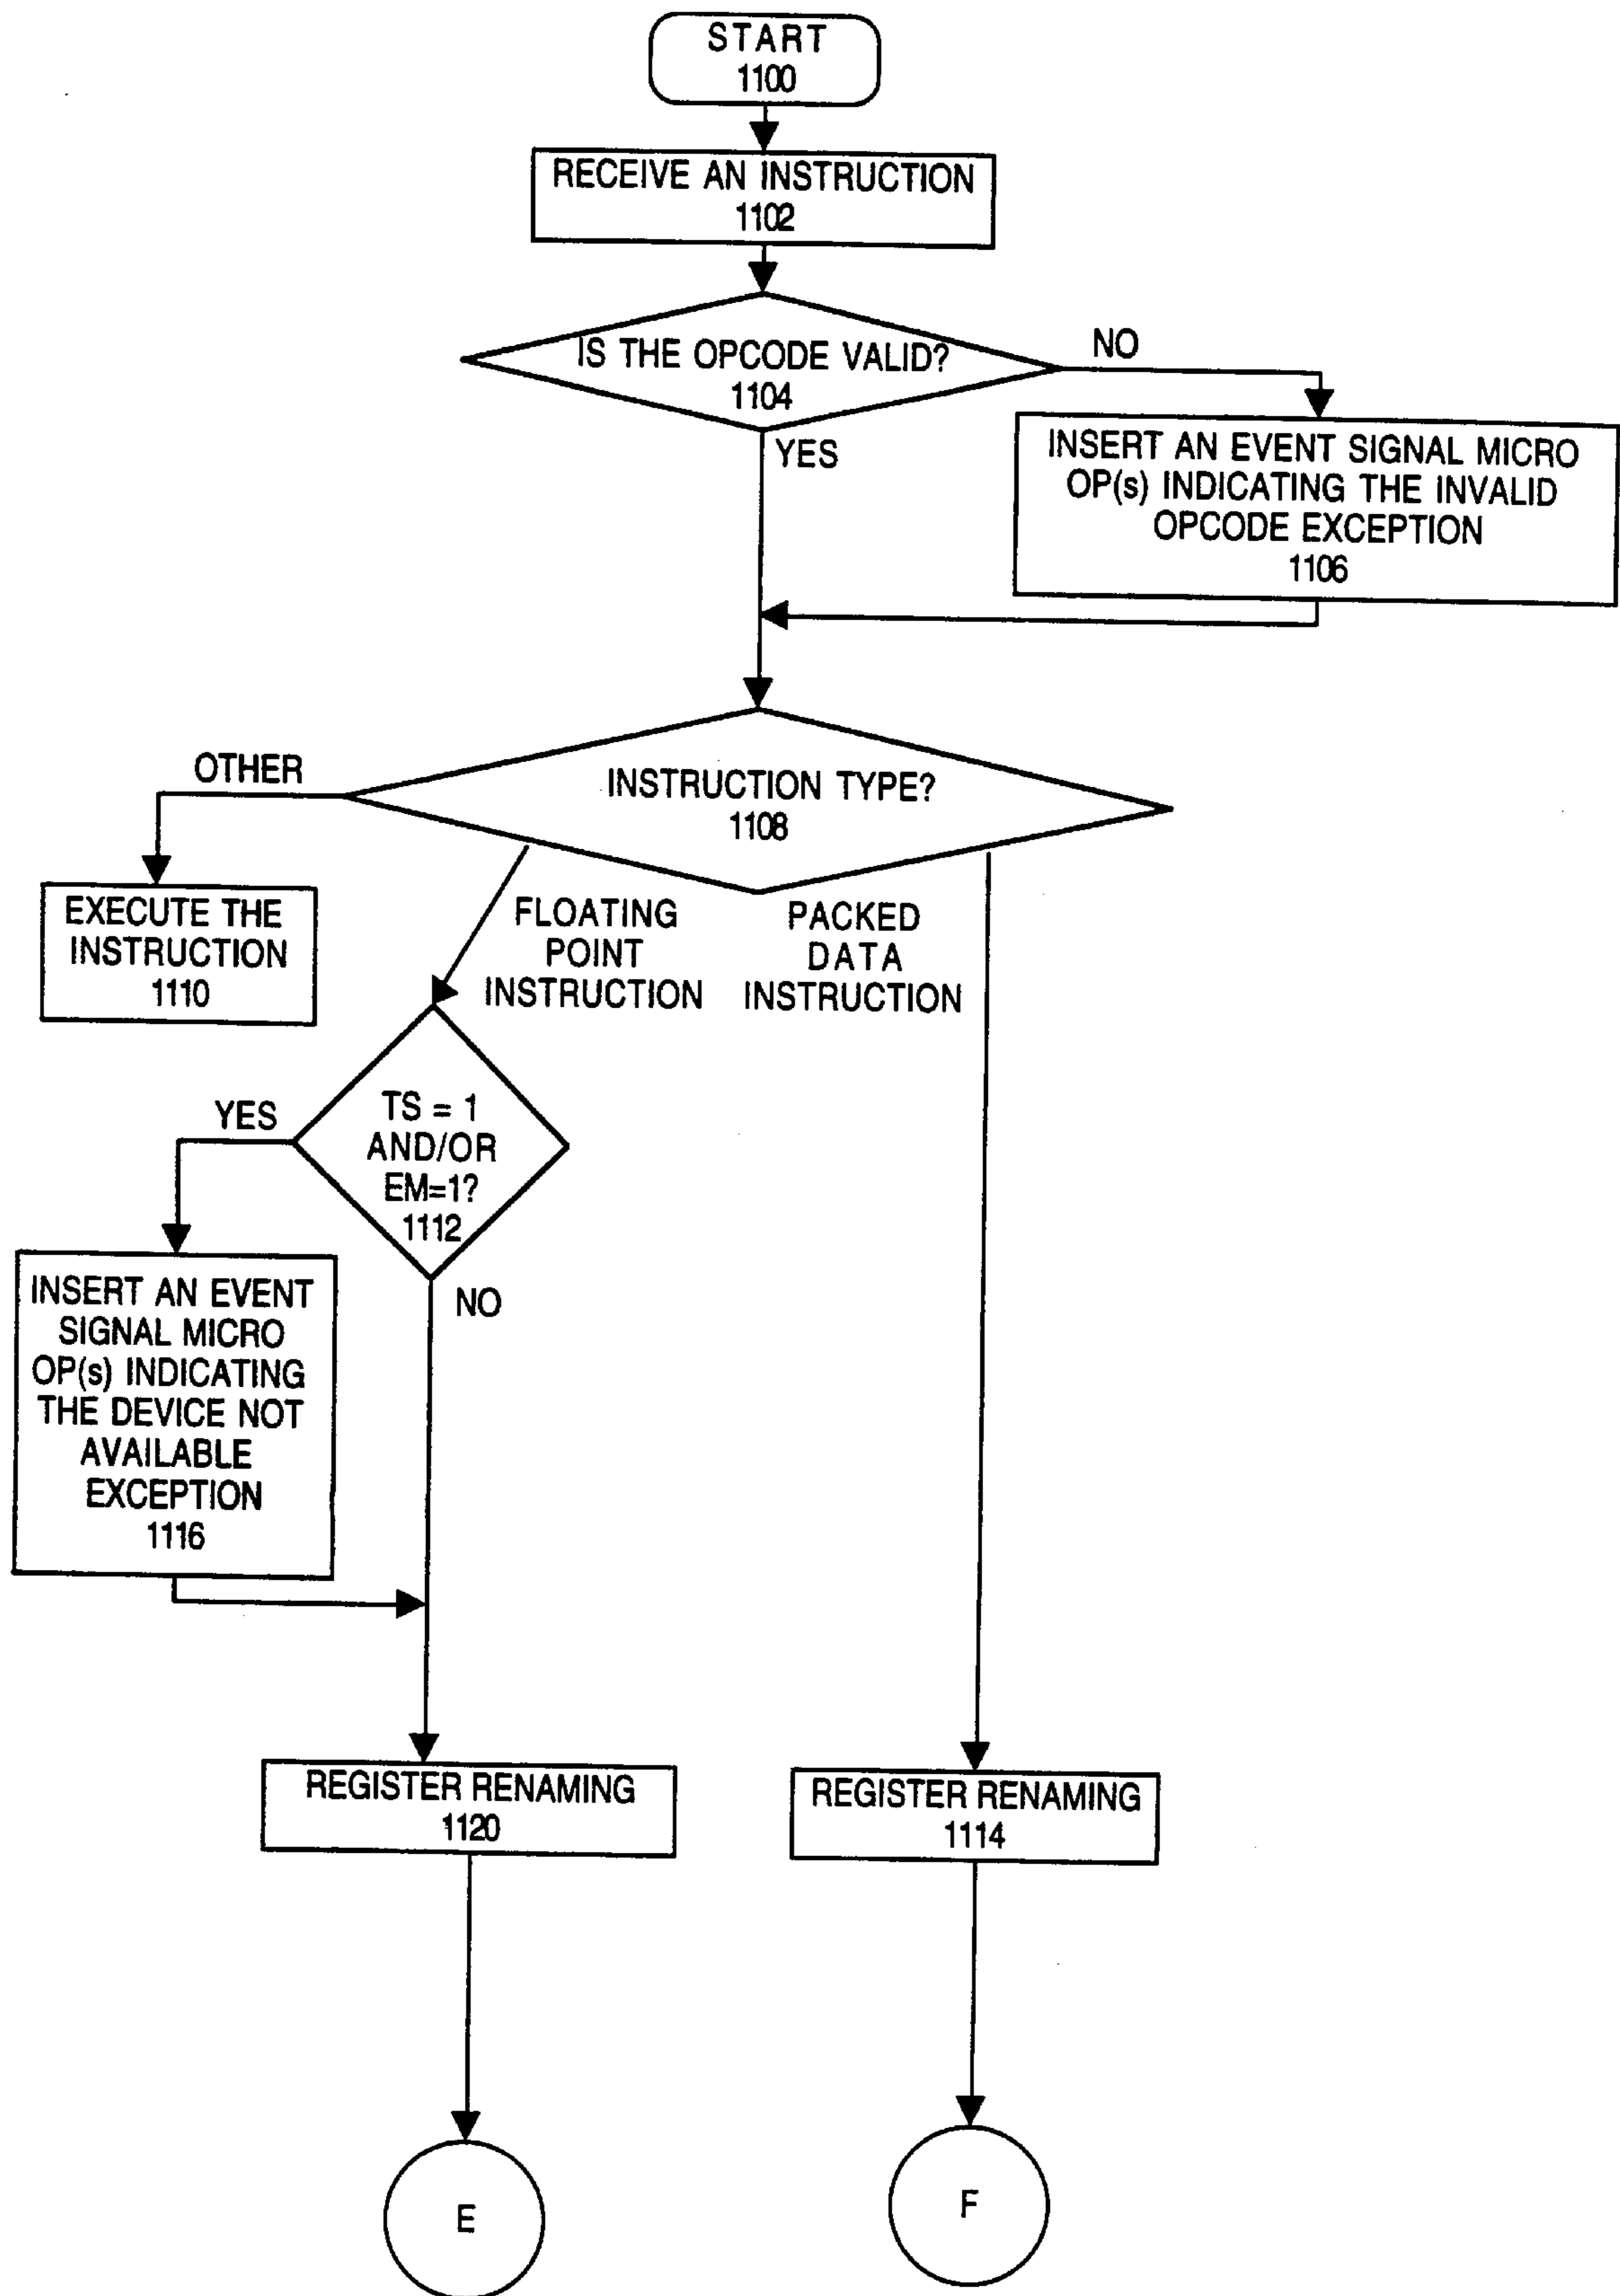 START
1100
RECEIVE AN INSTRUCTION
1102
IS THE OPCODE VALID?
1104
NO
YES
INSERT AN EVENT SIGNAL MICRO
OP(s) INDICATING THE INVALID
OPCODE EXCEPTION
1106
OTHER
INSTRUCTION TYPE?
1108
EXECUTE THE
INSTRUCTION
1110
FLOATING
POINT
INSTRUCTION
PACKED
DATA
INSTRUCTION
YES
TS = 1
AND/OR
EM=1?
1112
NO
INSERT AN EVENT
SIGNAL MICRO
OP(s) INDICATING
THE DEVICE NOT
AVAILABLE
EXCEPTION
1116
REGISTER RENAMING
1120
REGISTER RENAMING
1114
E
F